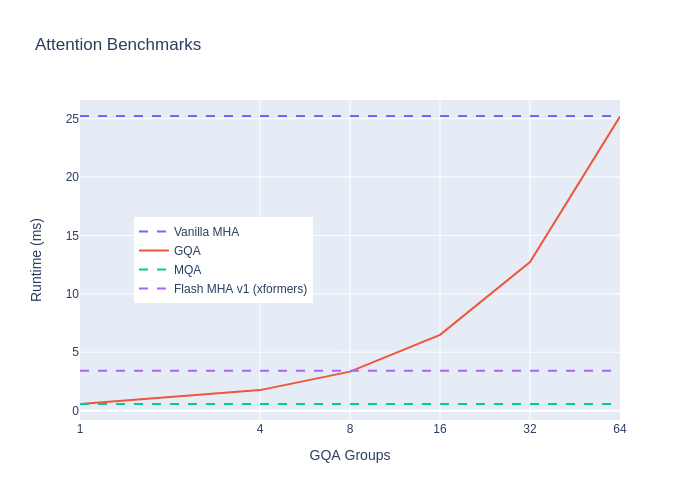 Attention Benchmarks
25
20
15
10
5
0
Runtime (ms)
Vanilla MHA
GQA
MQA
Flash MHA v1 (xformers)
1 4 8 16 32 64
GQA Groups